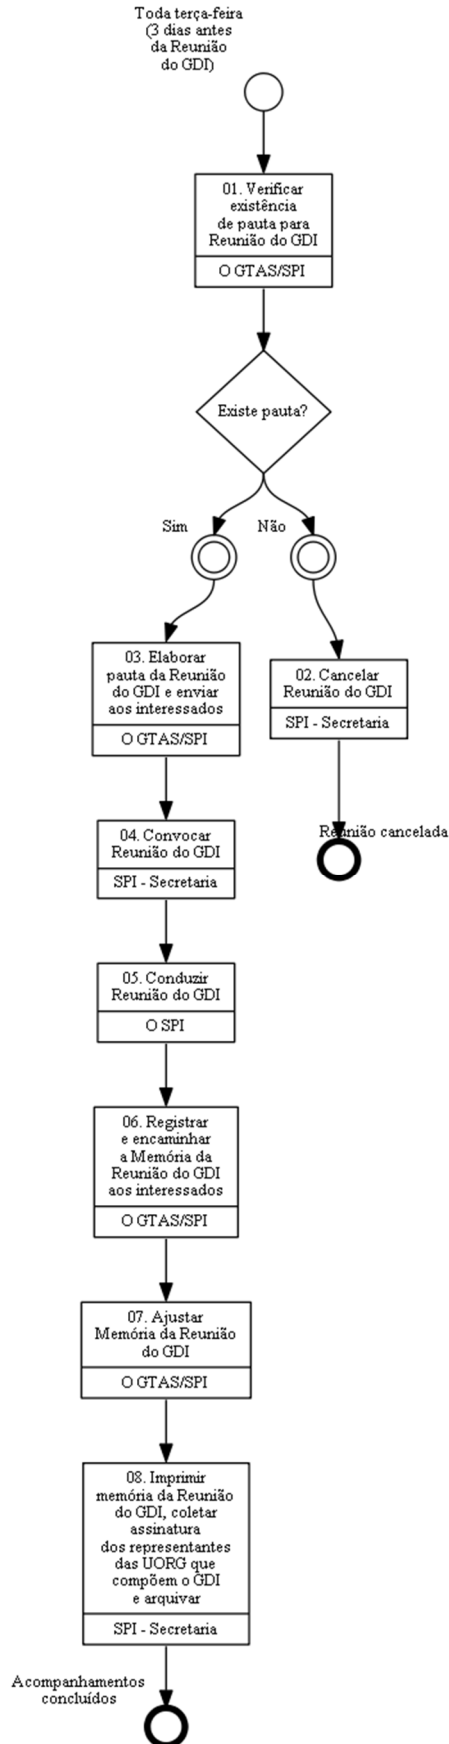 Toda terça-feira
(3 dias antes
da Reunião
do GDI)
01. Verificar
existência
de pauta para
Reunião do GDI
O GTAS/SPI
Existe pauta?
Sim
Não
03. Elaborar
pauta da Reunião
do GDI e enviar
aos interessados
O GTAS/SPI
02. Cancelar
Reunião do GDI
SPI - Secretaria
04. Convocar
Reunião do GDI
SPI - Secretaria
Reunião cancelada
05. Conduzir
Reunião do GDI
O SPI
06. Registrar
e encaminhar
a Memória da
Reunião do GDI
aos interessados
O GTAS/SPI
07. Ajustar
Memória da Reunião
do GDI
O GTAS/SPI
08. Imprimir
memória da Reunião
do GDI, coletar
assinatura
dos representantes
das UORG que
compõem o GDI
e arquivar
SPI - Secretaria
Acompanhamentos
concluídos